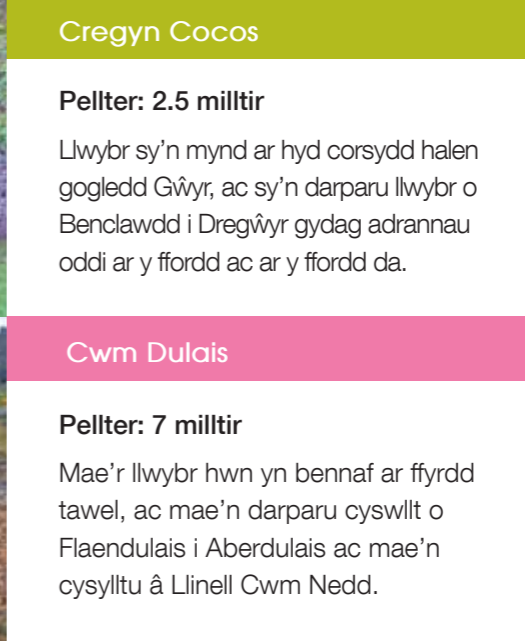 Cregyn Cocos
Pellter: 2.5 milltir
Llwybr sy'n mynd ar hyd corsydd halen
gogledd Gŵyr, ac sy'n darparu llwybr o
Benclawdd i Dregŵyr gydag adrannau
oddi ar y ffordd ac ar y ffordd da.
Cwm Dulais
Pellter: 7 milltir
Mae'r llwybr hwn yn bennaf ar ffyrdd
tawel, ac mae'n darparu cyswllt o
Flaendulais i Aberdulais ac mae'n
cysylltu â Llinell Cwm Nedd.